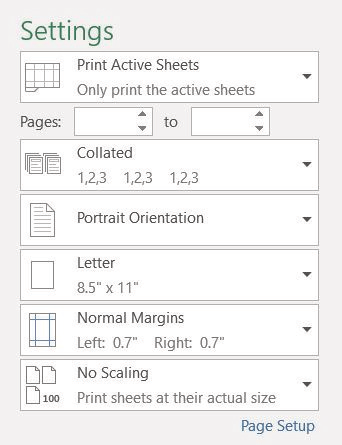 Settings
Print Active Sheets
Only print the active sheets
Pages: to
Collated
1,2,3 1,2,3 1,2,3
Portrait Orientation
Letter
8.5" x 11"
Normal Margins
Left: 0.7" Right: 0.7"
No Scaling
100 Print sheets at their actual size
Page Setup